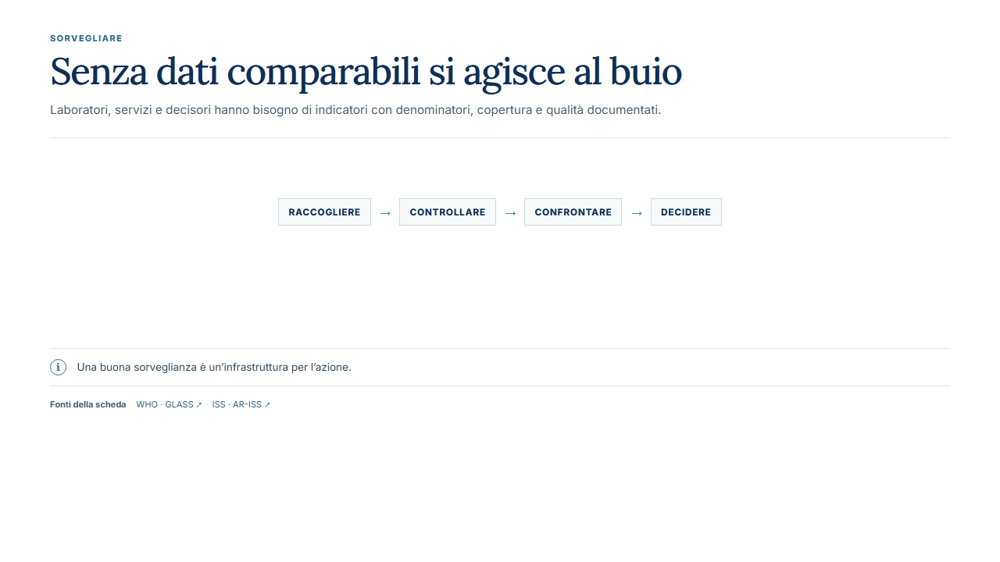 SORVEGLIARE
Senza dati comparabili si agisce al buio
Laboratori, servizi e decisori hanno bisogno di indicatori con denominatori, copertura e qualità documentati.
RACCOGLIERE → CONTROLLARE → CONFRONTARE → DECIDERE
i Una buona sorveglianza è un’infrastruttura per l’azione.
Fonti della scheda WHO · GLASS ↗ ISS · AR-ISS ↗